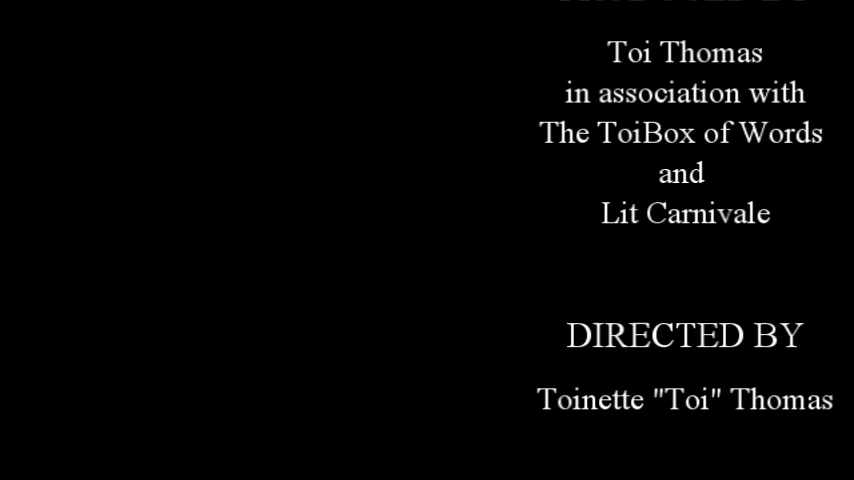 Toi Thomas
in association with
The ToiBox of Words
and
Lit Carnivale
DIRECTED BY
Toinette "Toi" Thomas